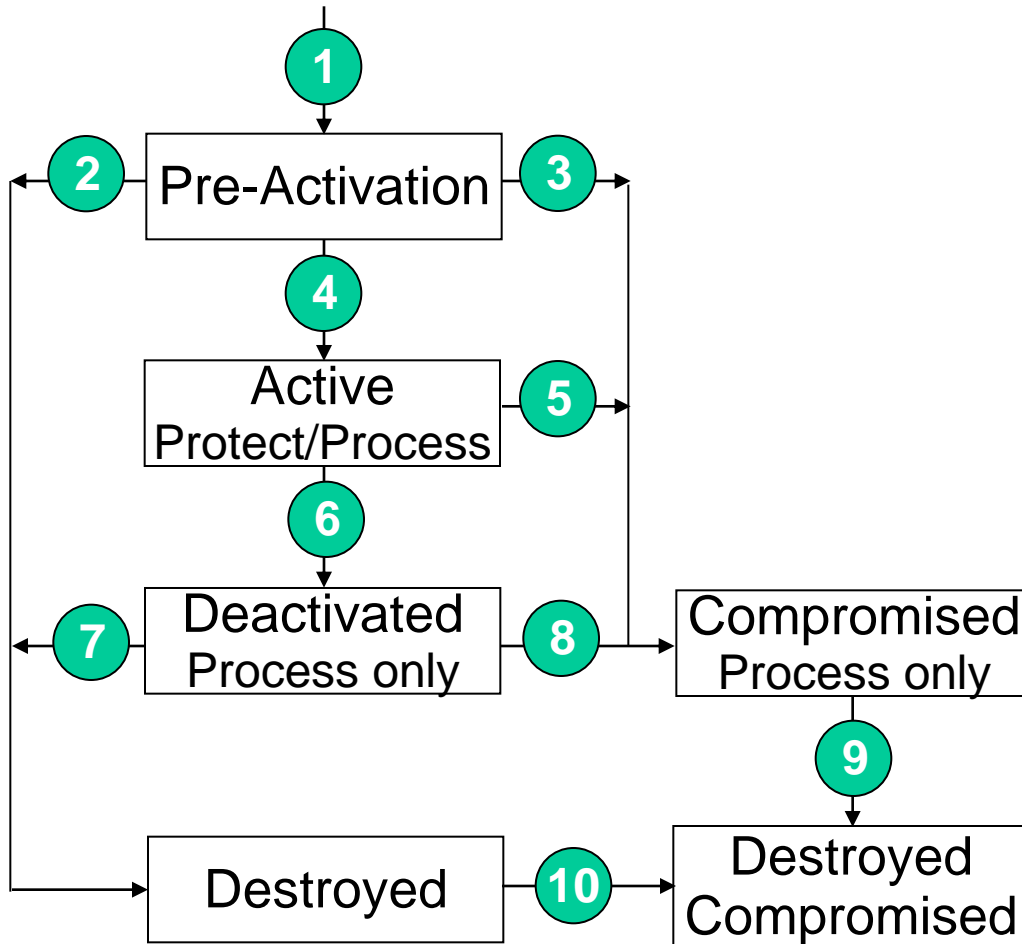 1
2
Pre-Activation
3
4
Active
Protect/Process
5
6
7
Deactivated
Process only
8
Compromised
Process only
9
Destroyed
10
Destroyed
Compromised